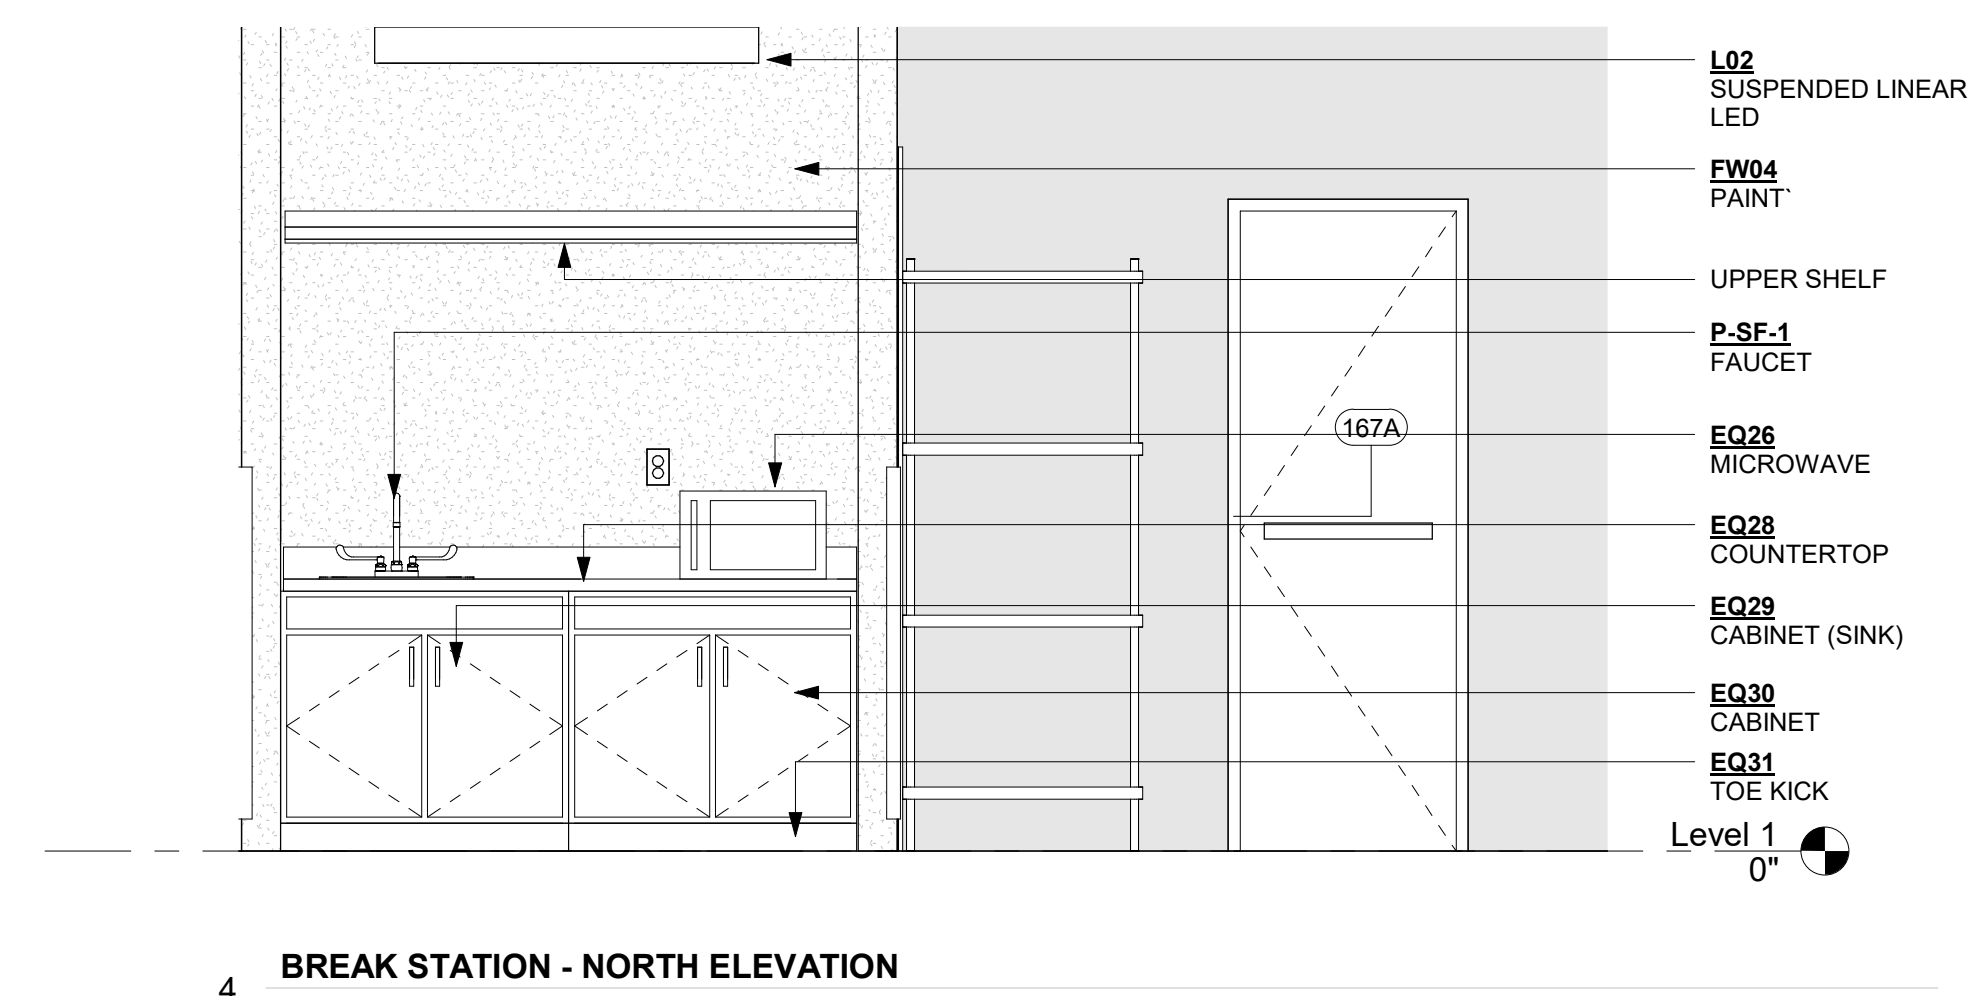 L02
SUSPENDED LINEAR
LED
FW04
PAINT`
UPPER SHELF
P-SF-1
FAUCET
167A
EQ26
MICROWAVE
EQ28
COUNTERTOP
EQ29
CABINET (SINK)
EQ30
CABINET
EQ31
TOE KICK
Level 1
0"
4
BREAK STATION - NORTH ELEVATION